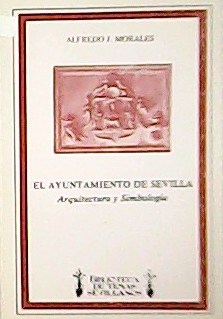 ALFREDO J. MORALES
EL AYUNTAMIENTO DE SEVILLA
Arquitectura y Simbología
BIBLIOTECA
DE TEMAS
SEVILLANOS